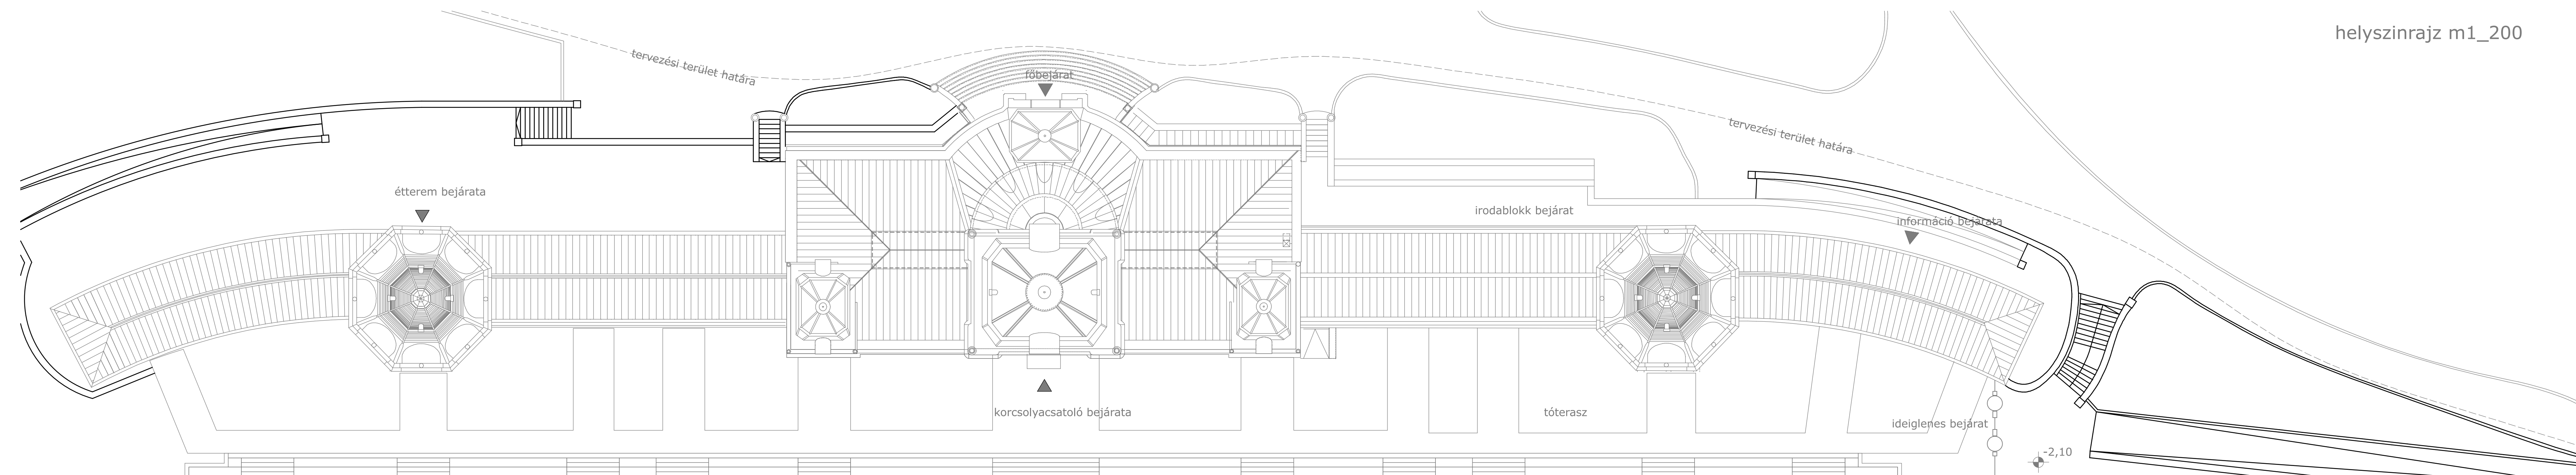 helyszinrajz m1_200
tervezési terület határa
főbejárat
tervezési terület határa
étterem bejárata
irodablokk bejárat
információ bejárata
korcsolyacsatoló bejárata
tóterasz
ideiglenes bejárat
-2,10